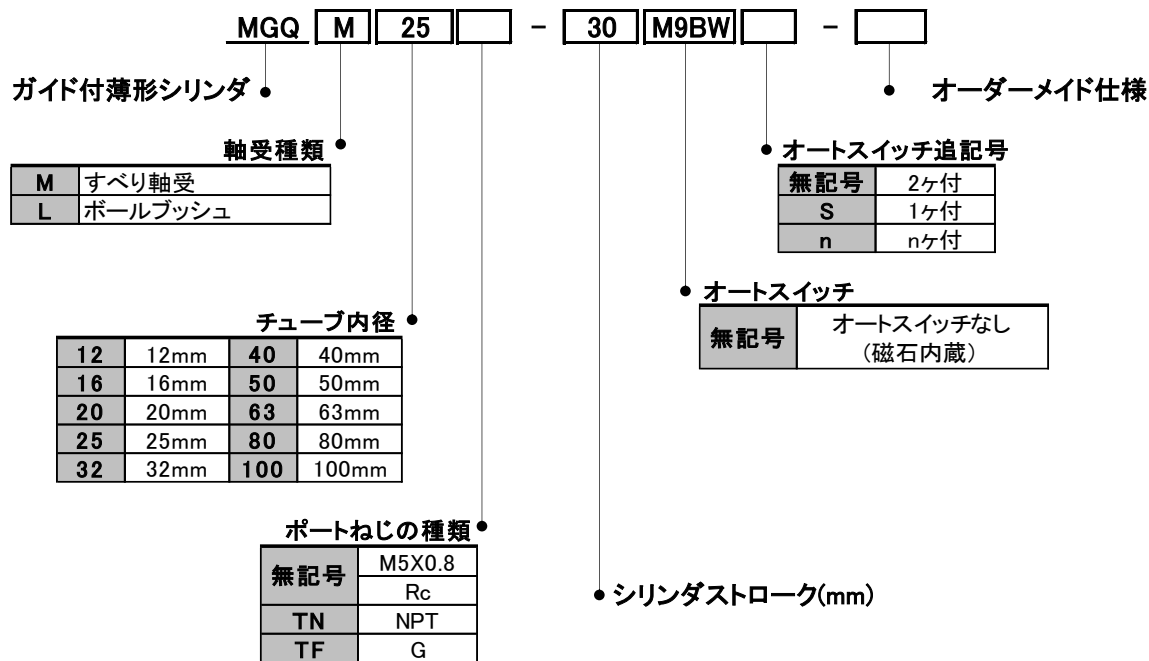 MGQ M 25 - 30 M9BW -
ガイド付薄形シリンダ
オーダーメイド仕様
軸受種類
M すべり軸受
L ボールブッシュ
オートスイッチ追記号
無記号 2ヶ付
S 1ヶ付
n nヶ付
オートスイッチ
無記号 オートスイッチなし
(磁石内蔵)
チューブ内径
12 12mm 40 40mm
16 16mm 50 50mm
20 20mm 63 63mm
25 25mm 80 80mm
32 32mm 100 100mm
ポートねじの種類
無記号 M5X0.8
Rc
TN NPT
TF G
シリンダストローク(mm)